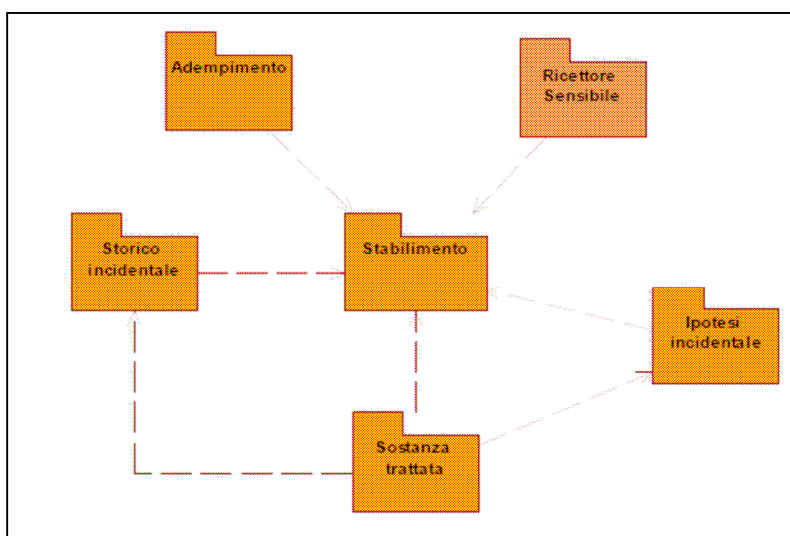 Adempimento
Ricettore
Sensibile
Storico
incidentale
Stabilimento
Ipotesi
incidentale
Sostanza
trattata